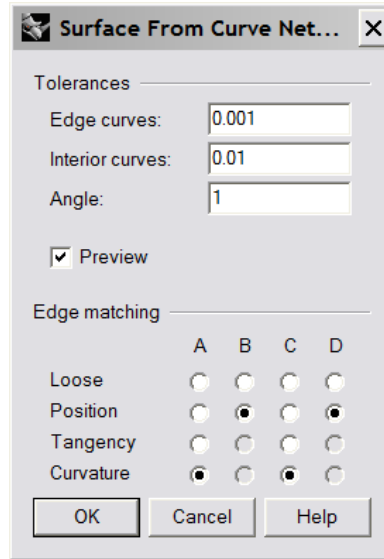 Surface From Curve Net...
Tolerances
Edge curves: 0.001
Interior curves: 0.01
Angle: 1
Preview
Edge matching
A B C D
Loose
Position
Tangency
Curvature
OK Cancel Help